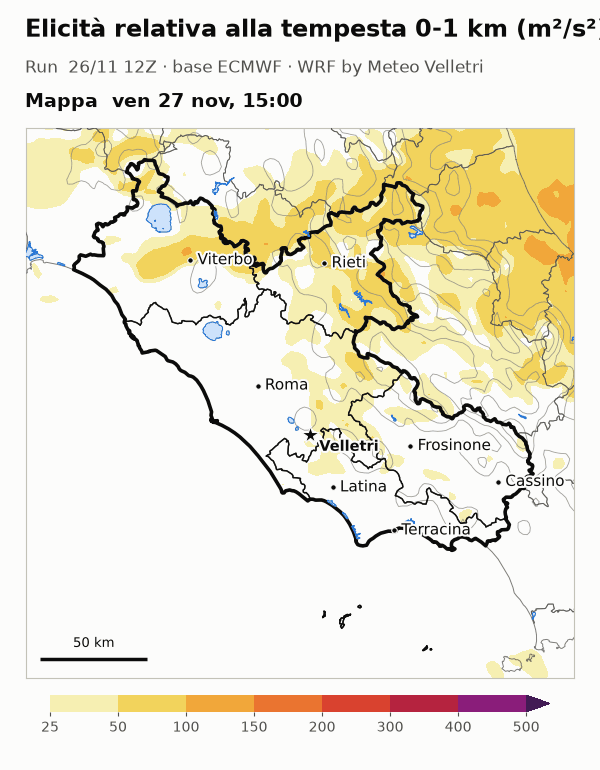 Elicità relativa alla tempesta 0-1 km (m²/s²)
Run 26/11 12Z · base ECMWF · WRF by Meteo Velletri
Mappa ven 27 nov, 15:00
Viterbo
Rieti
Roma
Velletri
Frosinone
Cassino
Latina
Terracina
50 km
25 50 100 150 200 300 400 500